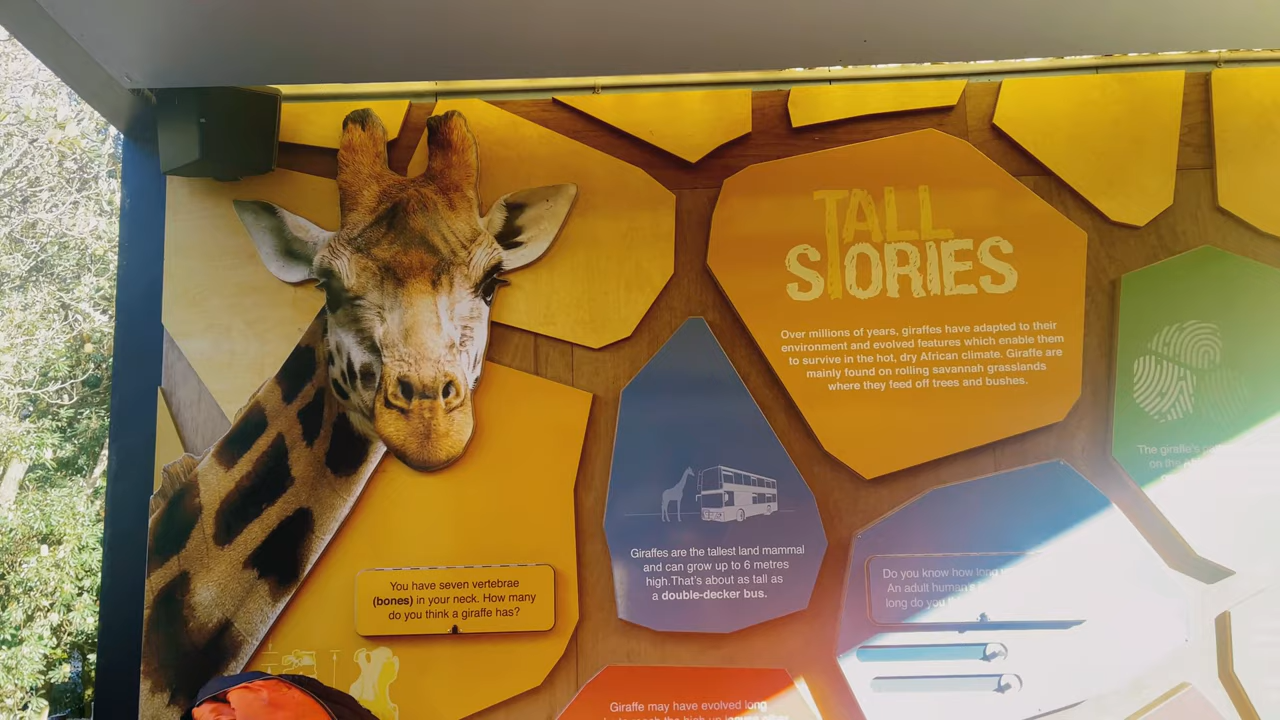 TALL
STORIES
Over millions of years, giraffes have adapted to their
environment and evolved features which enable them
to survive in the hot, dry African climate. Giraffe are
mainly found on rolling savannah grasslands
where they feed off trees and bushes.
The giraffe's
on the
Giraffes are the tallest land mammal
and can grow up to 6 metres
high.That's about as tall as
a double-decker bus.
You have seven vertebrae
(bones) in your neck. How many
do you think a giraffe has?
Do you know how long
An adult human's
long do you
Giraffe may have evolved long